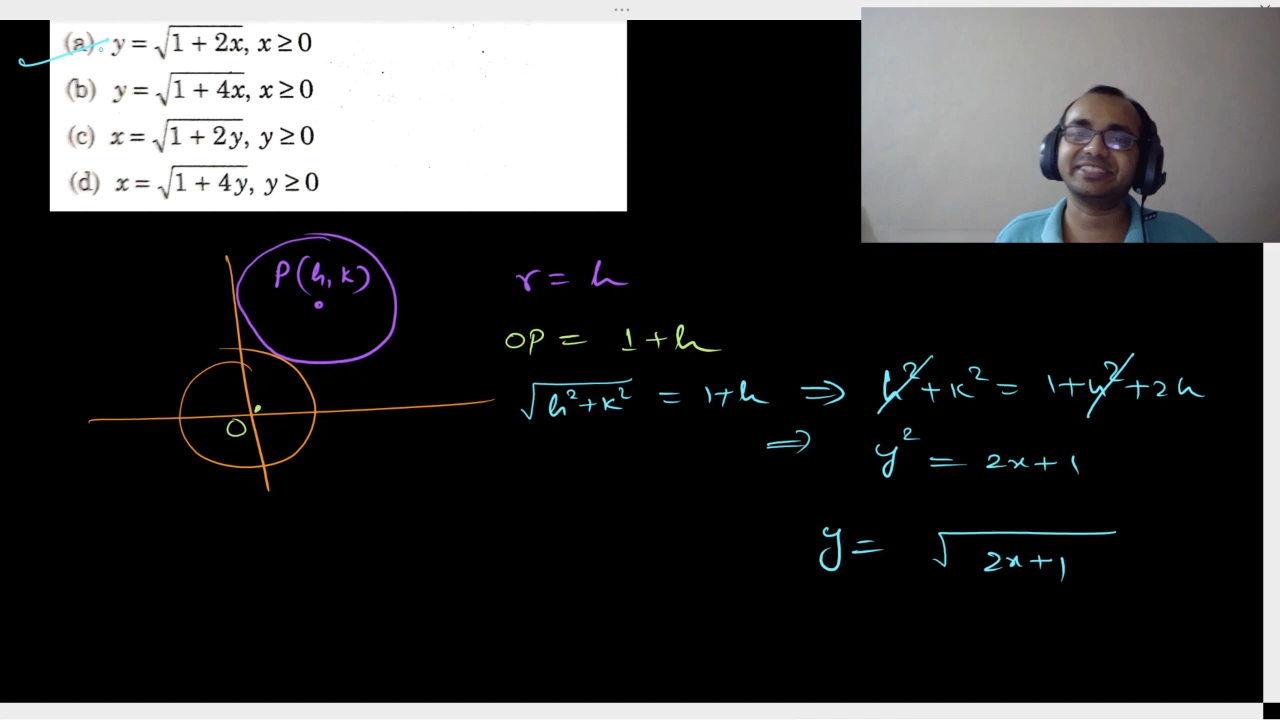 (a). y = √1 + 2x, x ≥ 0
(b) y = √1 + 4x, x ≥ 0
(c) x = √1 + 2y, y ≥ 0
(d) x = √1 + 4y, y ≥ 0
P(h, k)
O
r = h
OP = 1 + h
√h² + k² = 1 + h ⇒ h² + k² = 1 + h² + 2h
⇒ y² = 2x + 1
y = √2x + 1